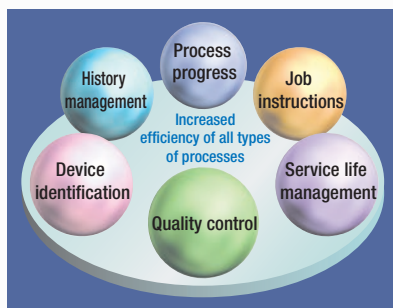 Process
progress
History
management
Job
instructions
Increased
efficiency of all types
of processes
Device
identification
Service life
management
Quality control